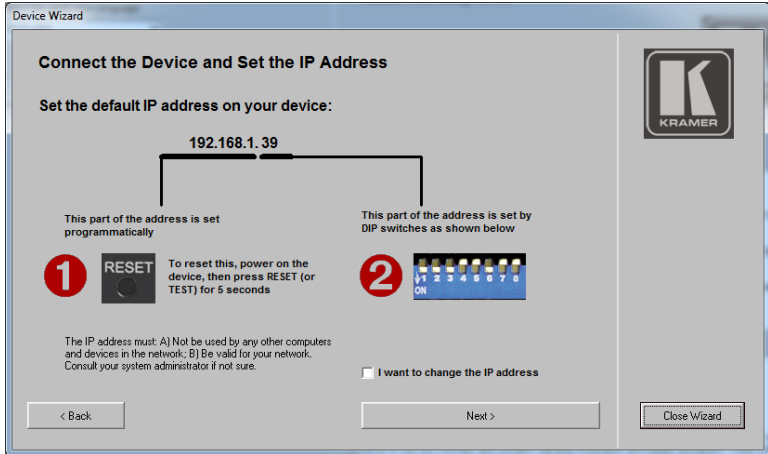 Device Wizard
Connect the Device and Set the IP Address
Set the default IP address on your device:
192.168.1. 39
This part of the address is set
programmatically
This part of the address is set by
DIP switches as shown below
1
RESET
To reset this, power on the
device, then press RESET (or
TEST) for 5 seconds
2
1 2 3 4 5 6 7 8
ON
The IP address must: A) Not be used by any other computers
and devices in the network; B) Be valid for your network.
Consult your system administrator if not sure.
I want to change the IP address
< Back
Next >
Close Wizard
K
KRAMER